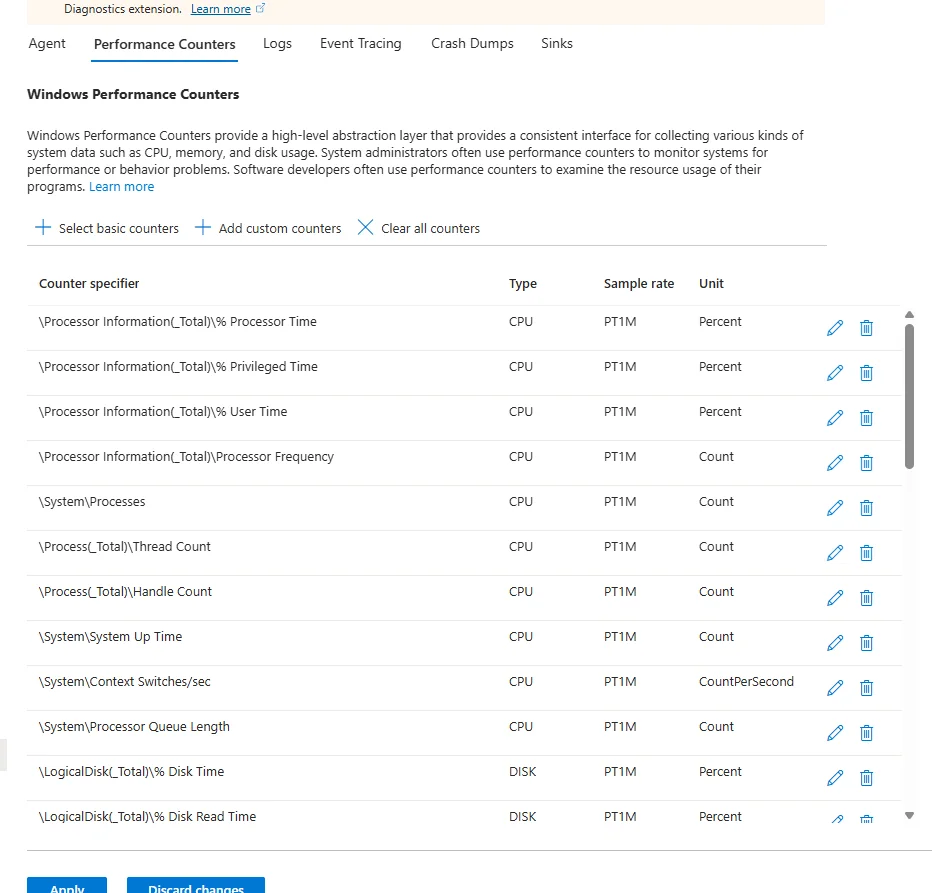 Diagnostics extension. Learn more
Agent Performance Counters Logs Event Tracing Crash Dumps Sinks
Windows Performance Counters
Windows Performance Counters provide a high-level abstraction layer that provides a consistent interface for collecting various kinds of
system data such as CPU, memory, and disk usage. System administrators often use performance counters to monitor systems for
performance or behavior problems. Software developers often use performance counters to examine the resource usage of their
programs. Learn more
Select basic counters Add custom counters Clear all counters
Counter specifier Type Sample rate Unit
\Processor Information(_Total)\% Processor Time CPU PT1M Percent
\Processor Information(_Total)\% Privileged Time CPU PT1M Percent
\Processor Information(_Total)\% User Time CPU PT1M Percent
\Processor Information(_Total)\Processor Frequency CPU PT1M Count
\System\Processes CPU PT1M Count
\Process(_Total)\Thread Count CPU PT1M Count
\Process(_Total)\Handle Count CPU PT1M Count
\System\System Up Time CPU PT1M Count
\System\Context Switches/sec CPU PT1M CountPerSecond
\System\Processor Queue Length CPU PT1M Count
\LogicalDisk(_Total)\% Disk Time DISK PT1M Percent
\LogicalDisk(_Total)\% Disk Read Time DISK PT1M Percent
Apply Discard changes